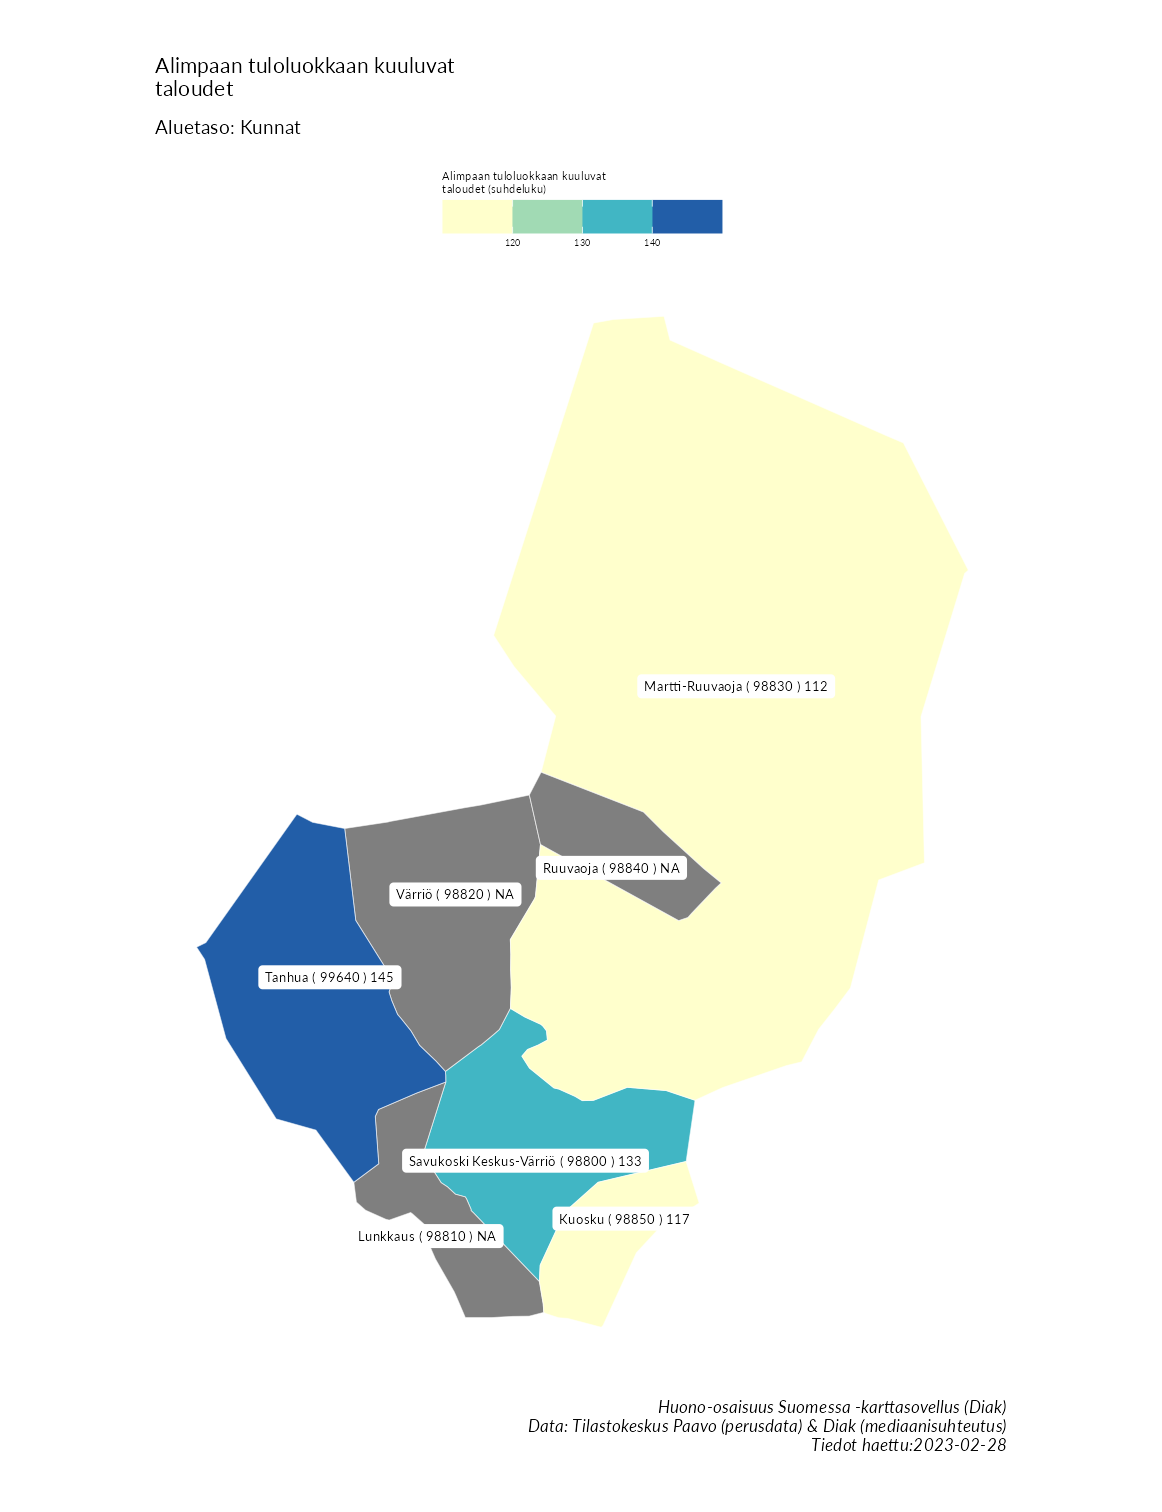 Alimpaan tuloluokkaan kuuluvat
taloudet
Aluetaso: Kunnat
Alimpaan tuloluokkaan kuuluvat
taloudet (suhdeluku)
120 130 140
Martti-Ruuvaoja ( 98830 ) 112
Ruuvaoja ( 98840 ) NA
Värriö ( 98820 ) NA
Tanhua ( 99640 ) 145
Savukoski Keskus-Värriö ( 98800 ) 133
Kuosku ( 98850 ) 117
Lunkkaus ( 98810 ) NA
Huono-osaisuus Suomessa -karttasovellus (Diak)
Data: Tilastokeskus Paavo (perusdata) & Diak (mediaanisuhteutus)
Tiedot haettu:2023-02-28